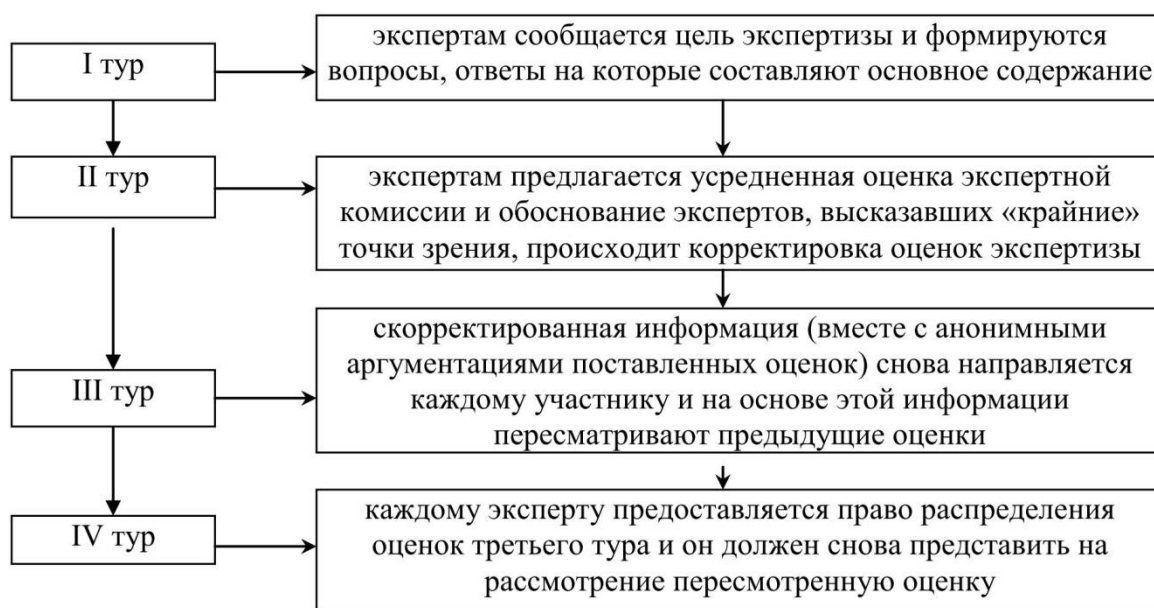 I тур
экспертам сообщается цель экспертизы и формируются
вопросы, ответы на которые составляют основное содержание
II тур
экспертам предлагается усредненная оценка экспертной
комиссии и обоснование экспертов, высказавших «крайние»
точки зрения, происходит корректировка оценок экспертизы
III тур
скорректированная информация (вместе с анонимными
аргументациями поставленных оценок) снова направляется
каждому участнику и на основе этой информации
пересматривают предыдущие оценки
IV тур
каждому эксперту предоставляется право распределения
оценок третьего тура и он должен снова представить на
рассмотрение пересмотренную оценку